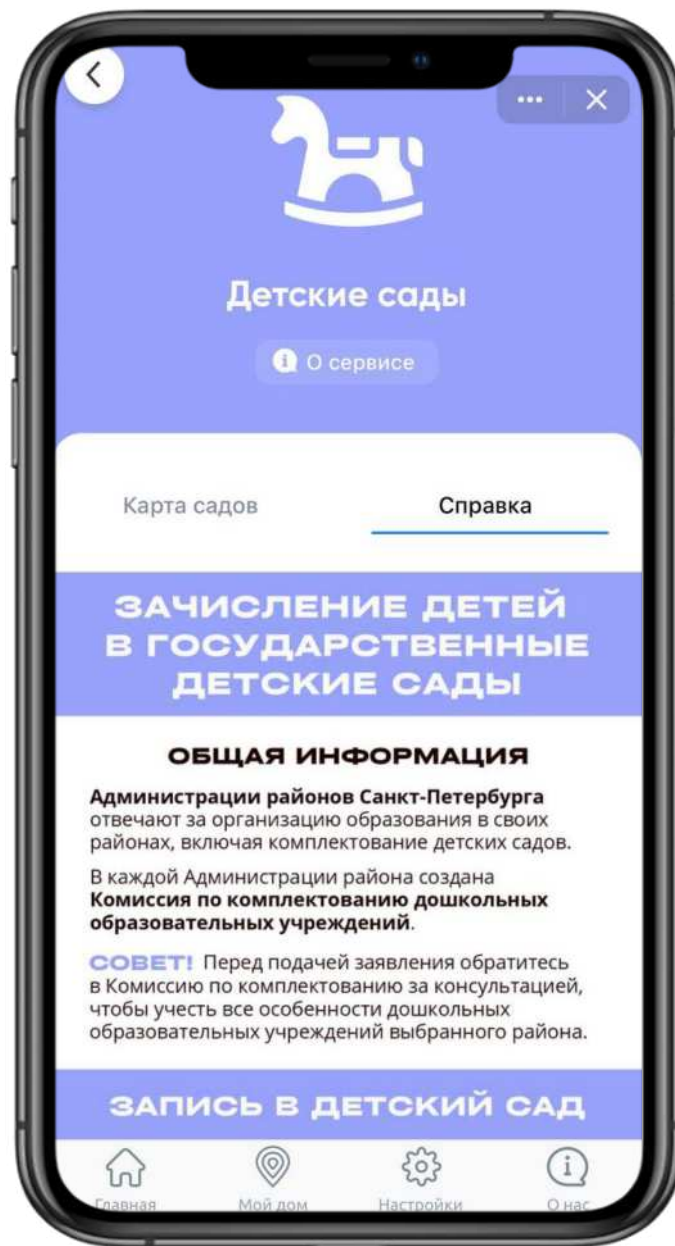 Детские сады
О сервисе
Карта садов
Справка
ЗАЧИСЛЕНИЕ ДЕТЕЙ
В ГОСУДАРСТВЕННЫЕ
ДЕТСКИЕ САДЫ
ОБЩАЯ ИНФОРМАЦИЯ
Администрации районов Санкт-Петербурга
отвечают за организацию образования в своих
районах, включая комплектование детских садов.
В каждой Администрации района создана
Комиссия по комплектованию дошкольных
образовательных учреждений.
СОВЕТ! Перед подачей заявления обратитесь
в Комиссию по комплектованию за консультацией,
чтобы учесть все особенности дошкольных
образовательных учреждений выбранного района.
ЗАПИСЬ В ДЕТСКИЙ САД
Главная
Мой дом
Настройки
О нас